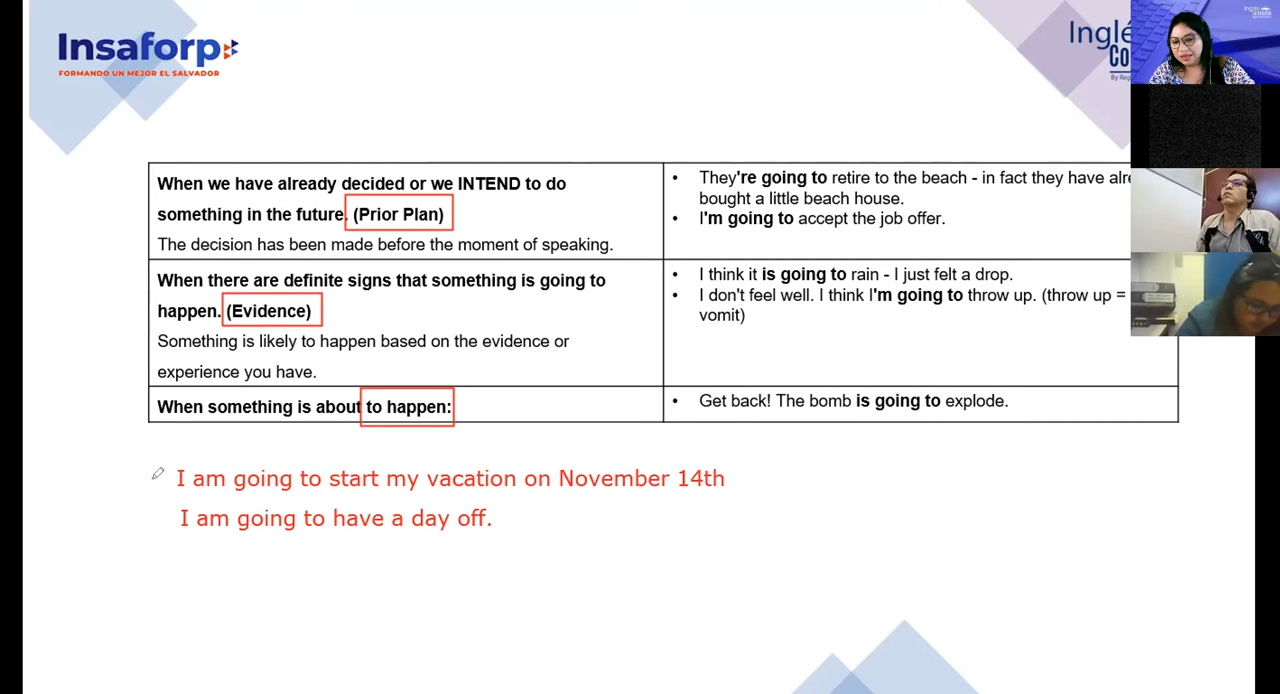 Insaforp
FORMANDO UN MEJOR EL SALVADOR
When we have already decided or we INTEND to do
something in the future. (Prior Plan)
The decision has been made before the moment of speaking.
They're going to retire to the beach - in fact they have
bought a little beach house.
I'm going to accept the job offer.
When there are definite signs that something is going to
happen. (Evidence)
Something is likely to happen based on the evidence or
experience you have.
I think it is going to rain - I just felt a drop.
I don't feel well. I think I'm going to throw up. (throw up =
vomit)
When something is about to happen:
Get back! The bomb is going to explode.
I am going to start my vacation on November 14th
I am going to have a day off.